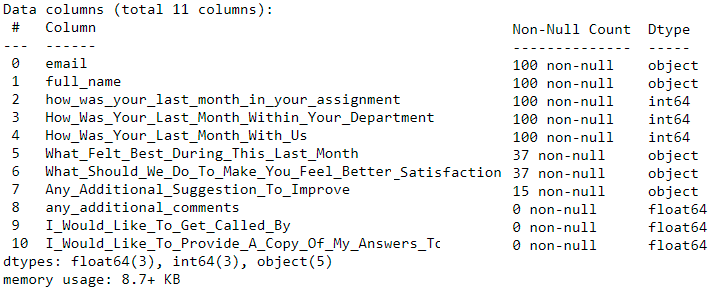 Data columns (total 11 columns):
#   Column   Non-Null Count   Dtype
---  ------   --------------   -----
0   email   100 non-null   object
1   full_name   100 non-null   object
2   how_was_your_last_month_in_your_assignment   100 non-null   int64
3   How_Was_Your_Last_Month_Within_Your_Department   100 non-null   int64
4   How_Was_Your_Last_Month_With_Us   100 non-null   int64
5   What_Felt_Best_During_This_Last_Month   37 non-null   object
6   What_Should_We_Do_To_Make_You_Feel_Better_Satisfaction   37 non-null   object
7   Any_Additional_Suggestion_To_Improve   15 non-null   object
8   any_additional_comments   0 non-null   float64
9   I_Would_Like_To_Get_Called_By   0 non-null   float64
10  I_Would_Like_To_Provide_A_Copy_Of_My_Answers_To   0 non-null   float64
dtypes: float64(3), int64(3), object(5)
memory usage: 8.7+ KB